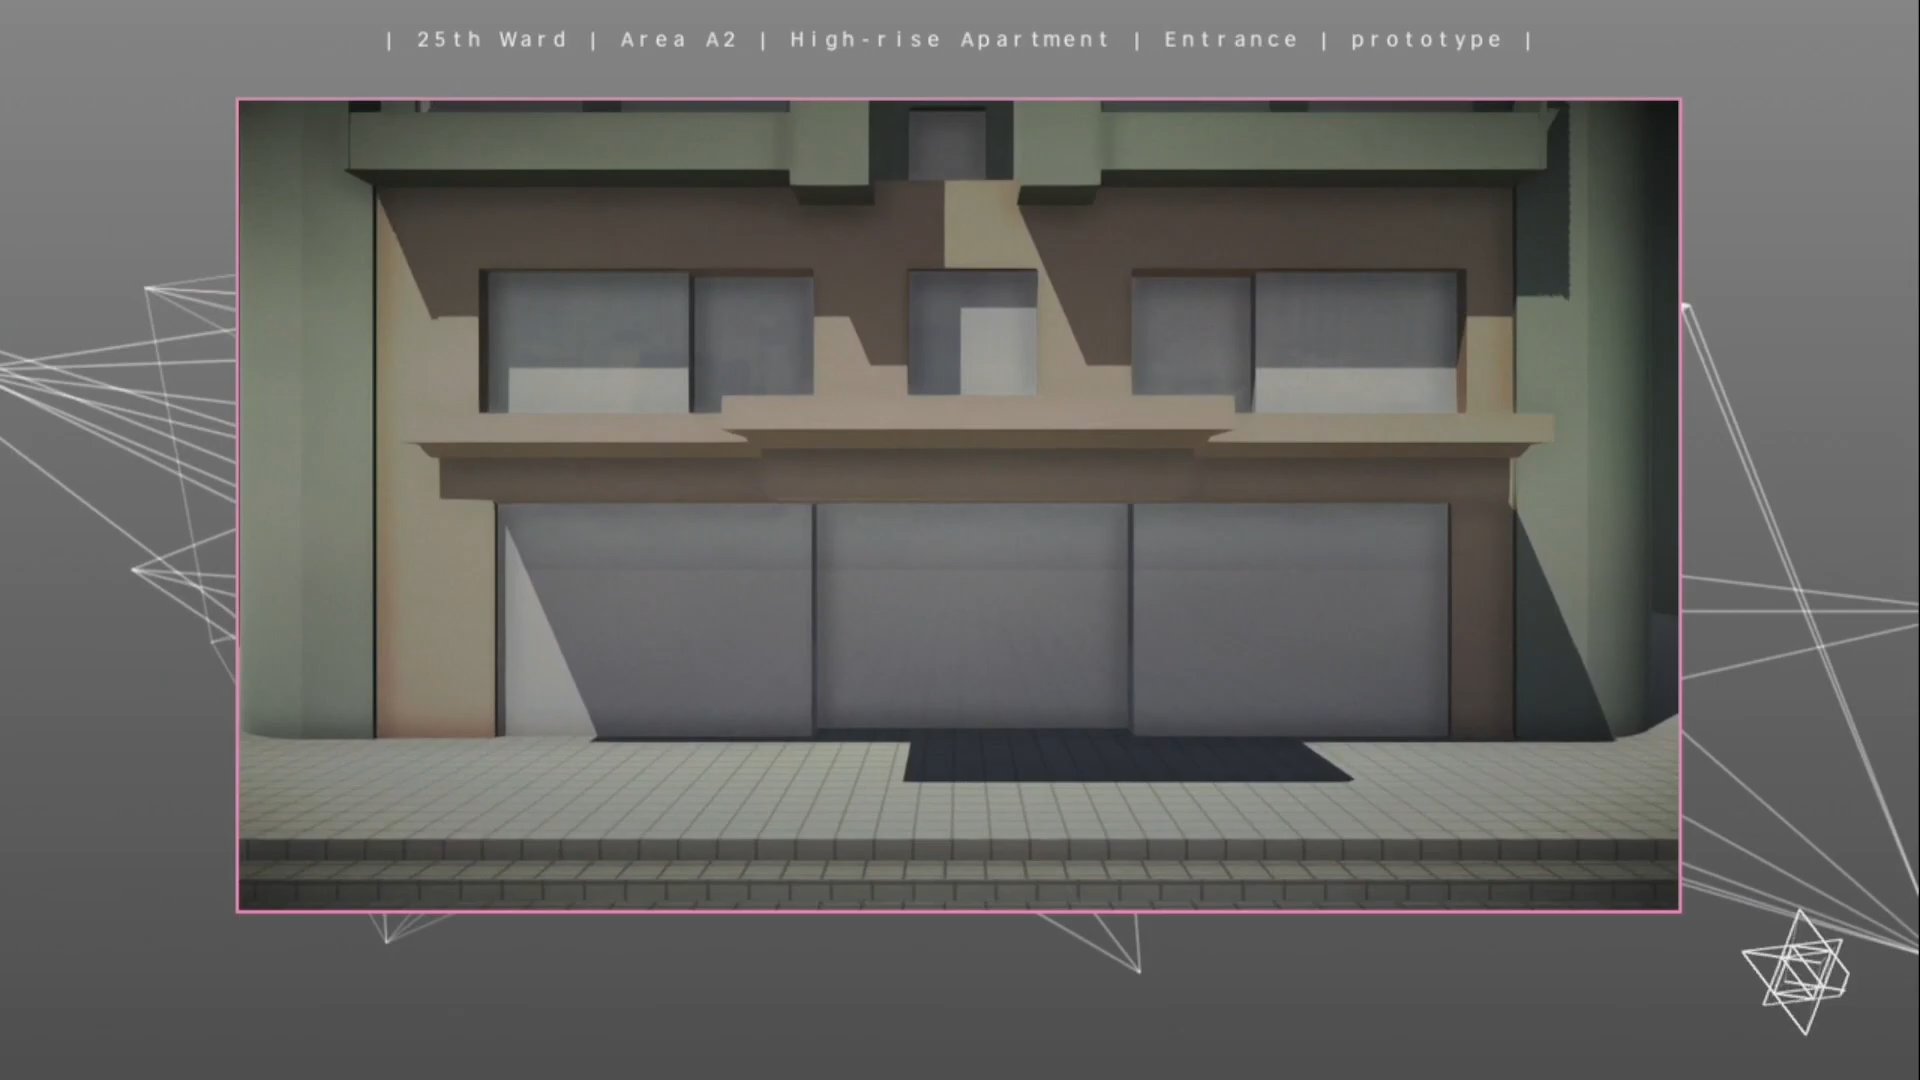 | 25th Ward | Area A2 | High-rise Apartment | Entrance | prototype |